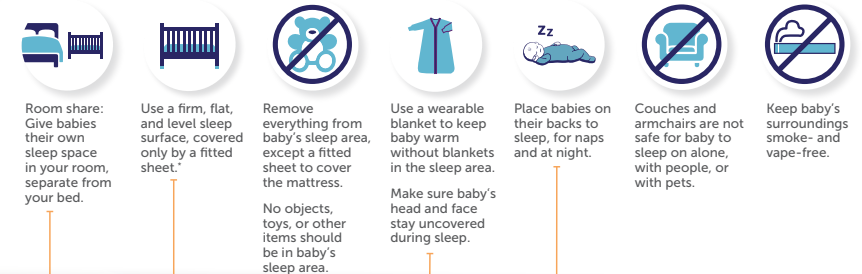 Zz
Room share:
Give babies
their own
sleep space
in your room,
separate from
your bed.
Use a firm, flat,
and level sleep
surface, covered
only by a fitted
sheet.*
Remove
everything from
baby's sleep area,
except a fitted
sheet to cover
the mattress.
No objects,
toys, or other
items should
be in baby's
sleep area.
Use a wearable
blanket to keep
baby warm
without blankets
in the sleep area.
Make sure baby's
head and face
stay uncovered
during sleep.
Place babies on
their backs to
sleep, for naps
and at night.
Couches and
armchairs are not
safe for baby to
sleep on alone,
with people, or
with pets.
Keep baby's
surroundings
smoke- and
vape-free.